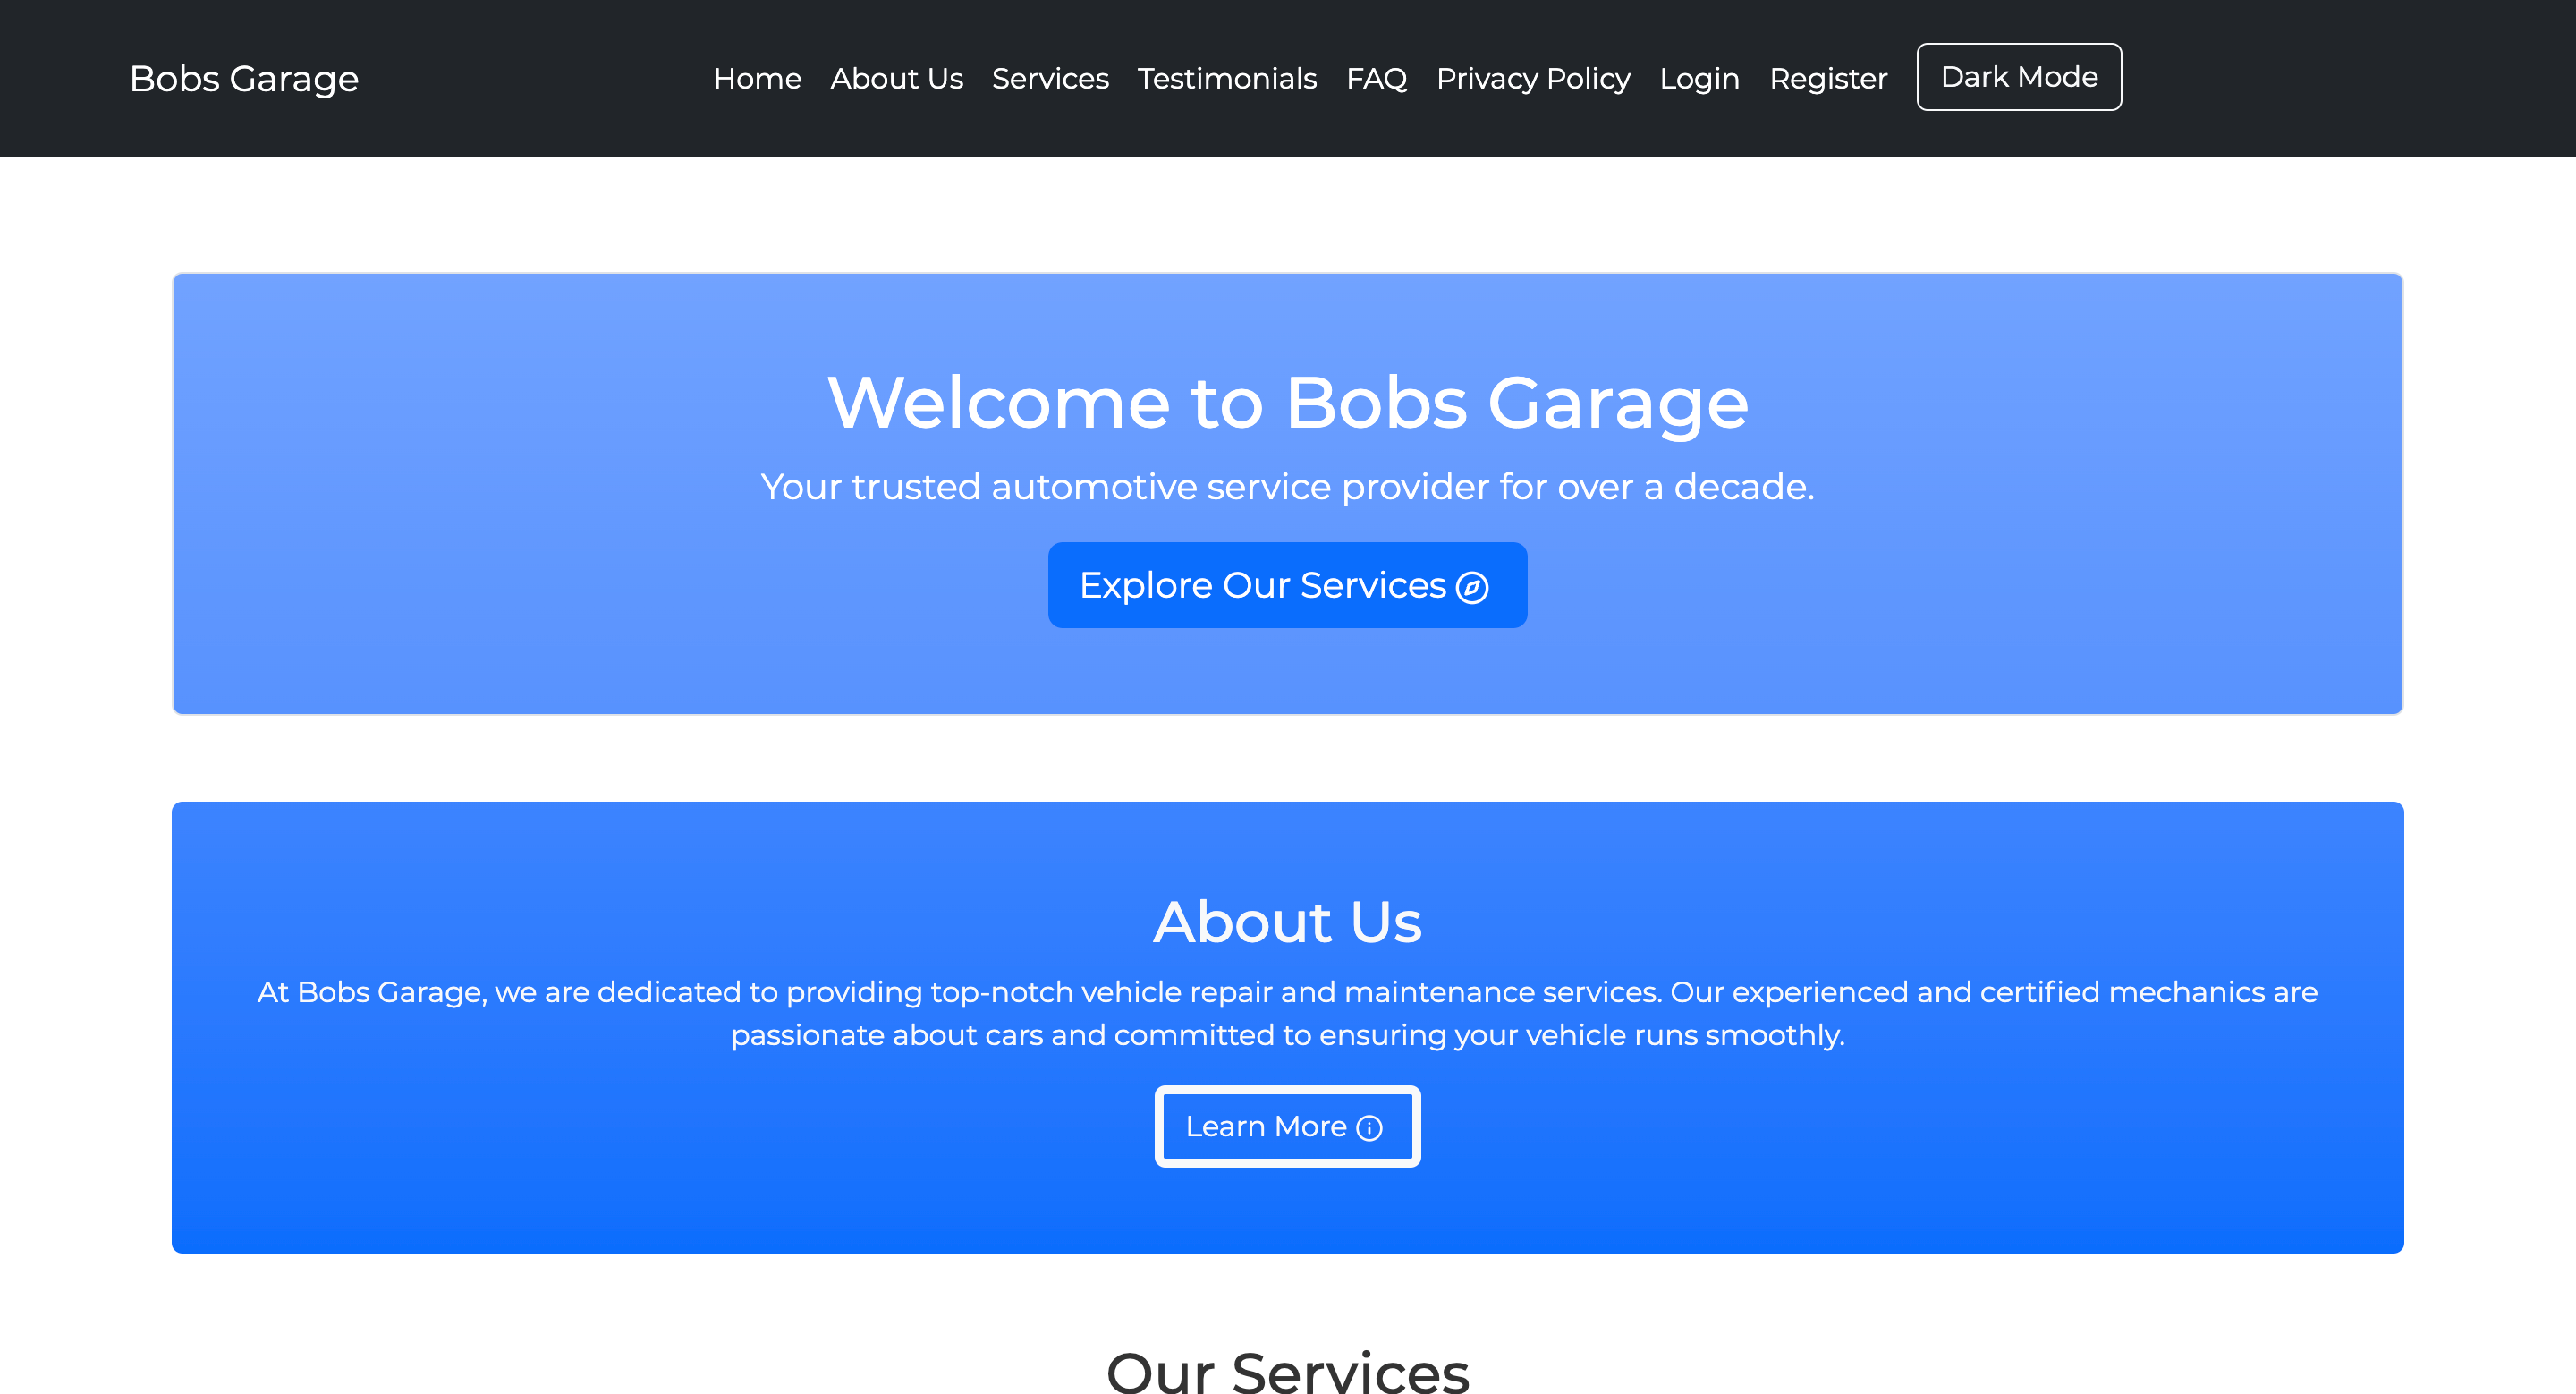 Bobs Garage
Home About Us Services Testimonials FAQ Privacy Policy Login Register Dark Mode
Welcome to Bobs Garage
Your trusted automotive service provider for over a decade.
Explore Our Services
About Us
At Bobs Garage, we are dedicated to providing top-notch vehicle repair and maintenance services. Our experienced and certified mechanics are
passionate about cars and committed to ensuring your vehicle runs smoothly.
Learn More
Our Services